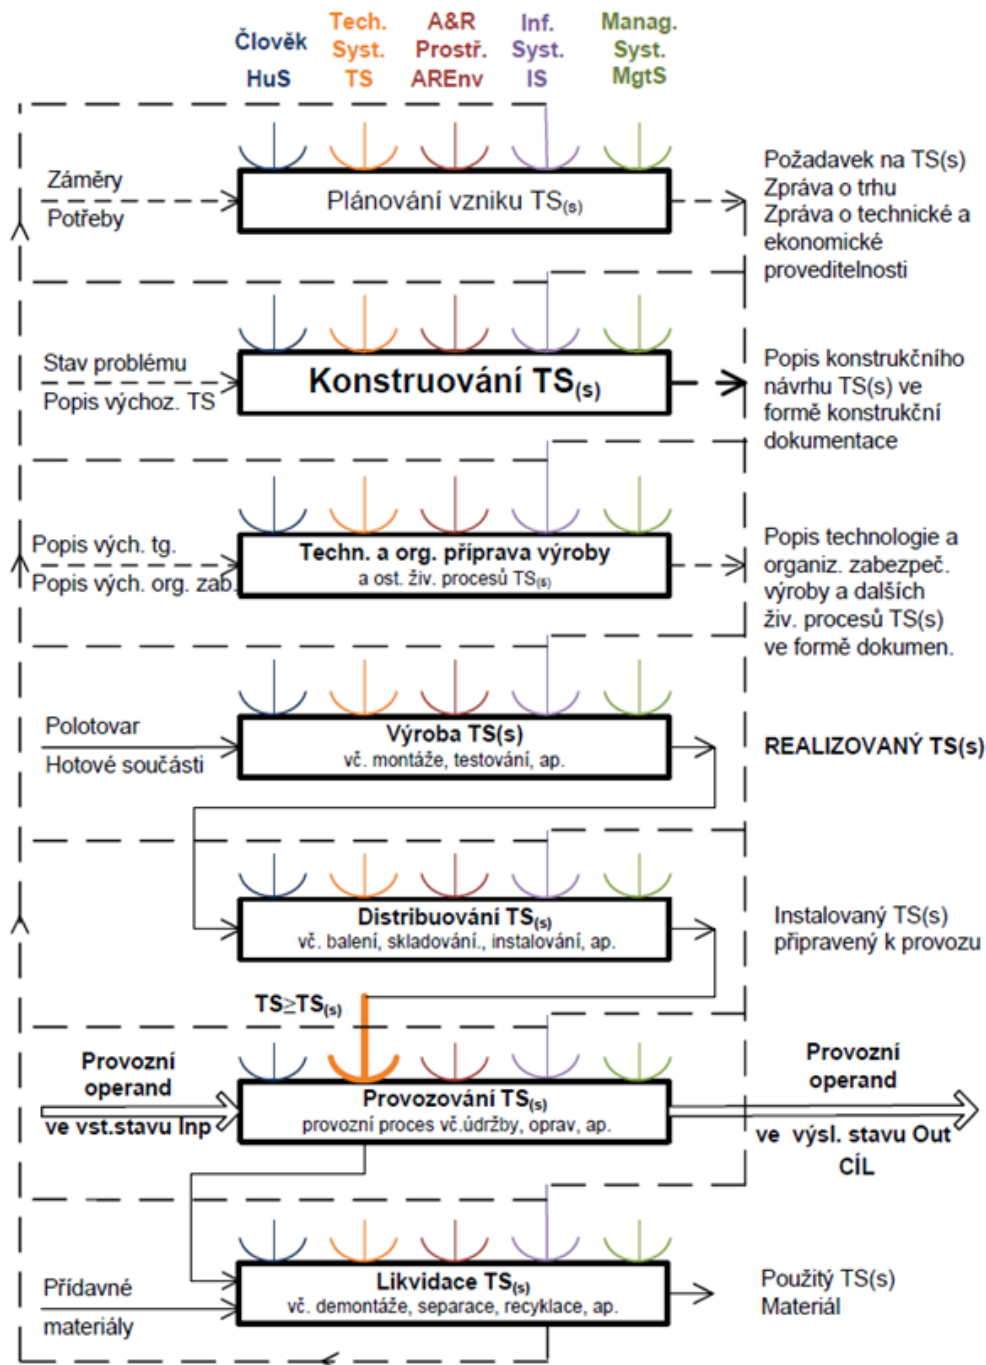 Člověk
HuS
Tech.
Syst.
TS
A&R
Prostř.
AREnv
Inf.
Syst.
IS
Manag.
Syst.
MgtS
Záměry
Potřeby
Plánování vzniku TS(s)
Požadavek na TS(s)
Zpráva o trhu
Zpráva o technické a
ekonomické
proveditelnosti
Stav problému
Popis výchoz. TS
Konstruování TS(s)
Popis konstrukčního
návrhu TS(s) ve
formě konstrukční
dokumentace
Popis vých. tg.
Popis vých. org. zab.
Techn. a org. příprava výroby
a ost. živ. procesů TS(s)
Popis technologie a
organiz. zabezpeč.
výroby a dalších
živ. procesů TS(s)
ve formě dokumen.
Polotovar
Hotové součásti
Výroba TS(s)
vč. montáže, testování, ap.
REALIZOVANÝ TS(s)
Distribuování TS(s)
vč. balení, skladování., instalování, ap.
Instalovaný TS(s)
připravený k provozu
TS≥TS(s)
Provozní
operand
ve vst.stavu Inp
Provozování TS(s)
provozní proces vč.údržby, oprav, ap.
Provozní
operand
ve výsl. stavu Out
CÍL
Přídavné
materiály
Likvidace TS(s)
vč. demontáže, separace, recyklace, ap.
Použitý TS(s)
Materiál